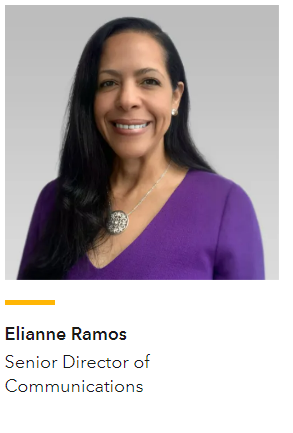 Elianne Ramos
Senior Director of
Communications